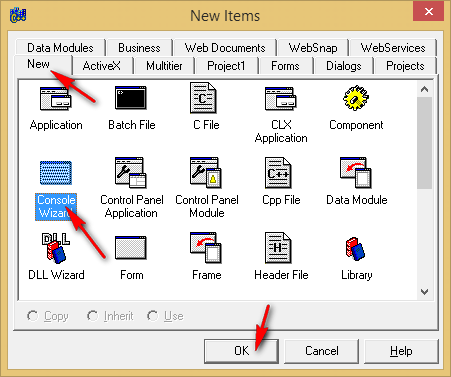 New Items
Data Modules Business Web Documents WebSnap WebServices
New ActiveX Multitier Project1 Forms Dialogs Projects
Application Batch File C File CLX Application Component
Console Wizard Control Panel Application Control Panel Module Cpp File Data Module
DLL Wizard Form Frame Header File Library
Copy Inherit Use
OK Cancel Help